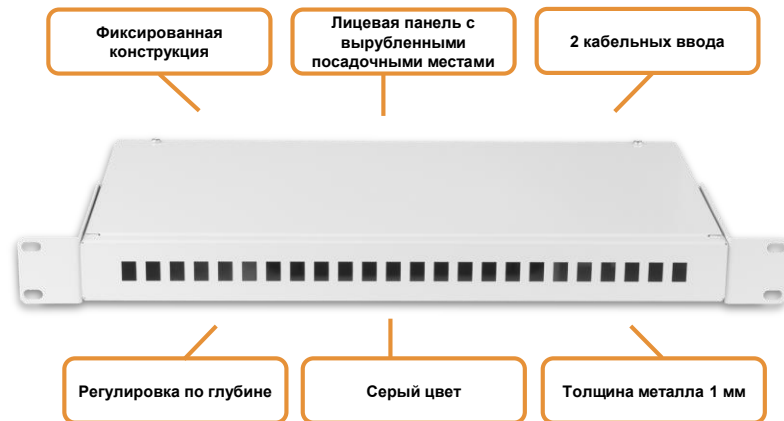 Фиксированная
конструкция
Лицевая панель с
вырубленными
посадочными местами
2 кабельных ввода
Регулировка по глубине
Серый цвет
Толщина металла 1 мм